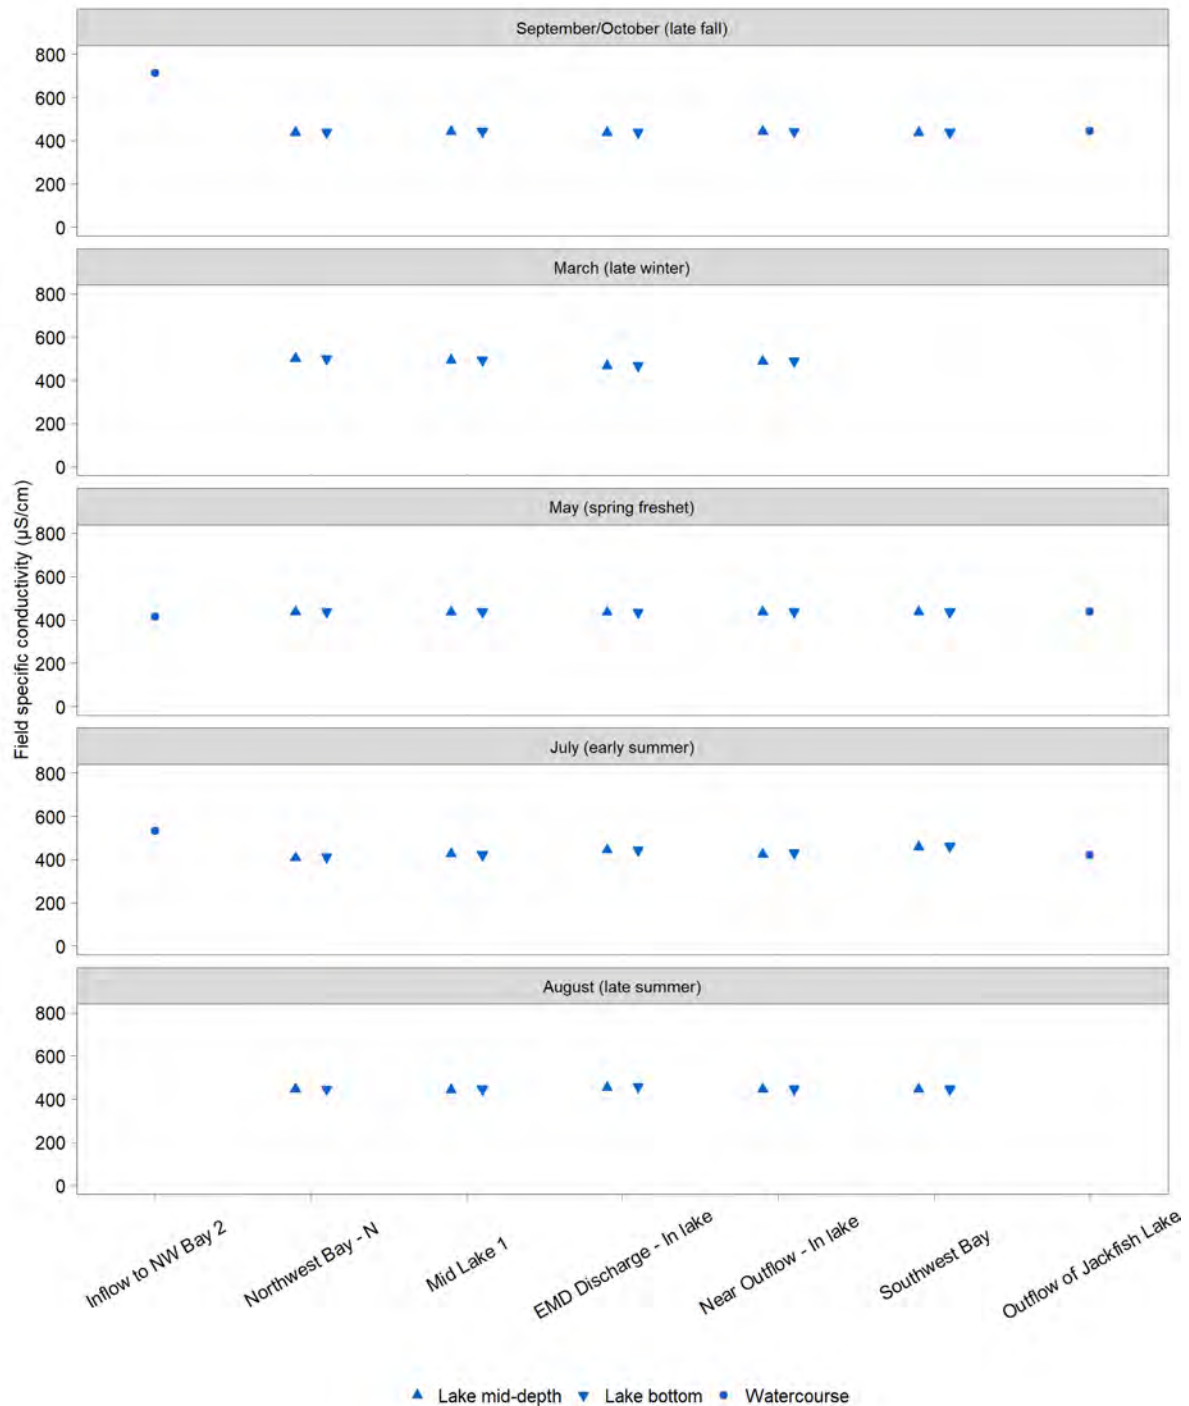 September/October (late fall)
800
600
400
200
0
March (late winter)
800
600
400
200
0
May (spring freshet)
800
600
400
200
0
July (early summer)
800
600
400
200
0
August (late summer)
800
600
400
200
0
Field specific conductivity (µS/cm)
Inflow to NW Bay 2
Northwest Bay - N
Mid Lake 1
EMD Discharge - In lake
Near Outflow - In lake
Southwest Bay
Outflow of Jackfish Lake
Lake mid-depth Lake bottom Watercourse